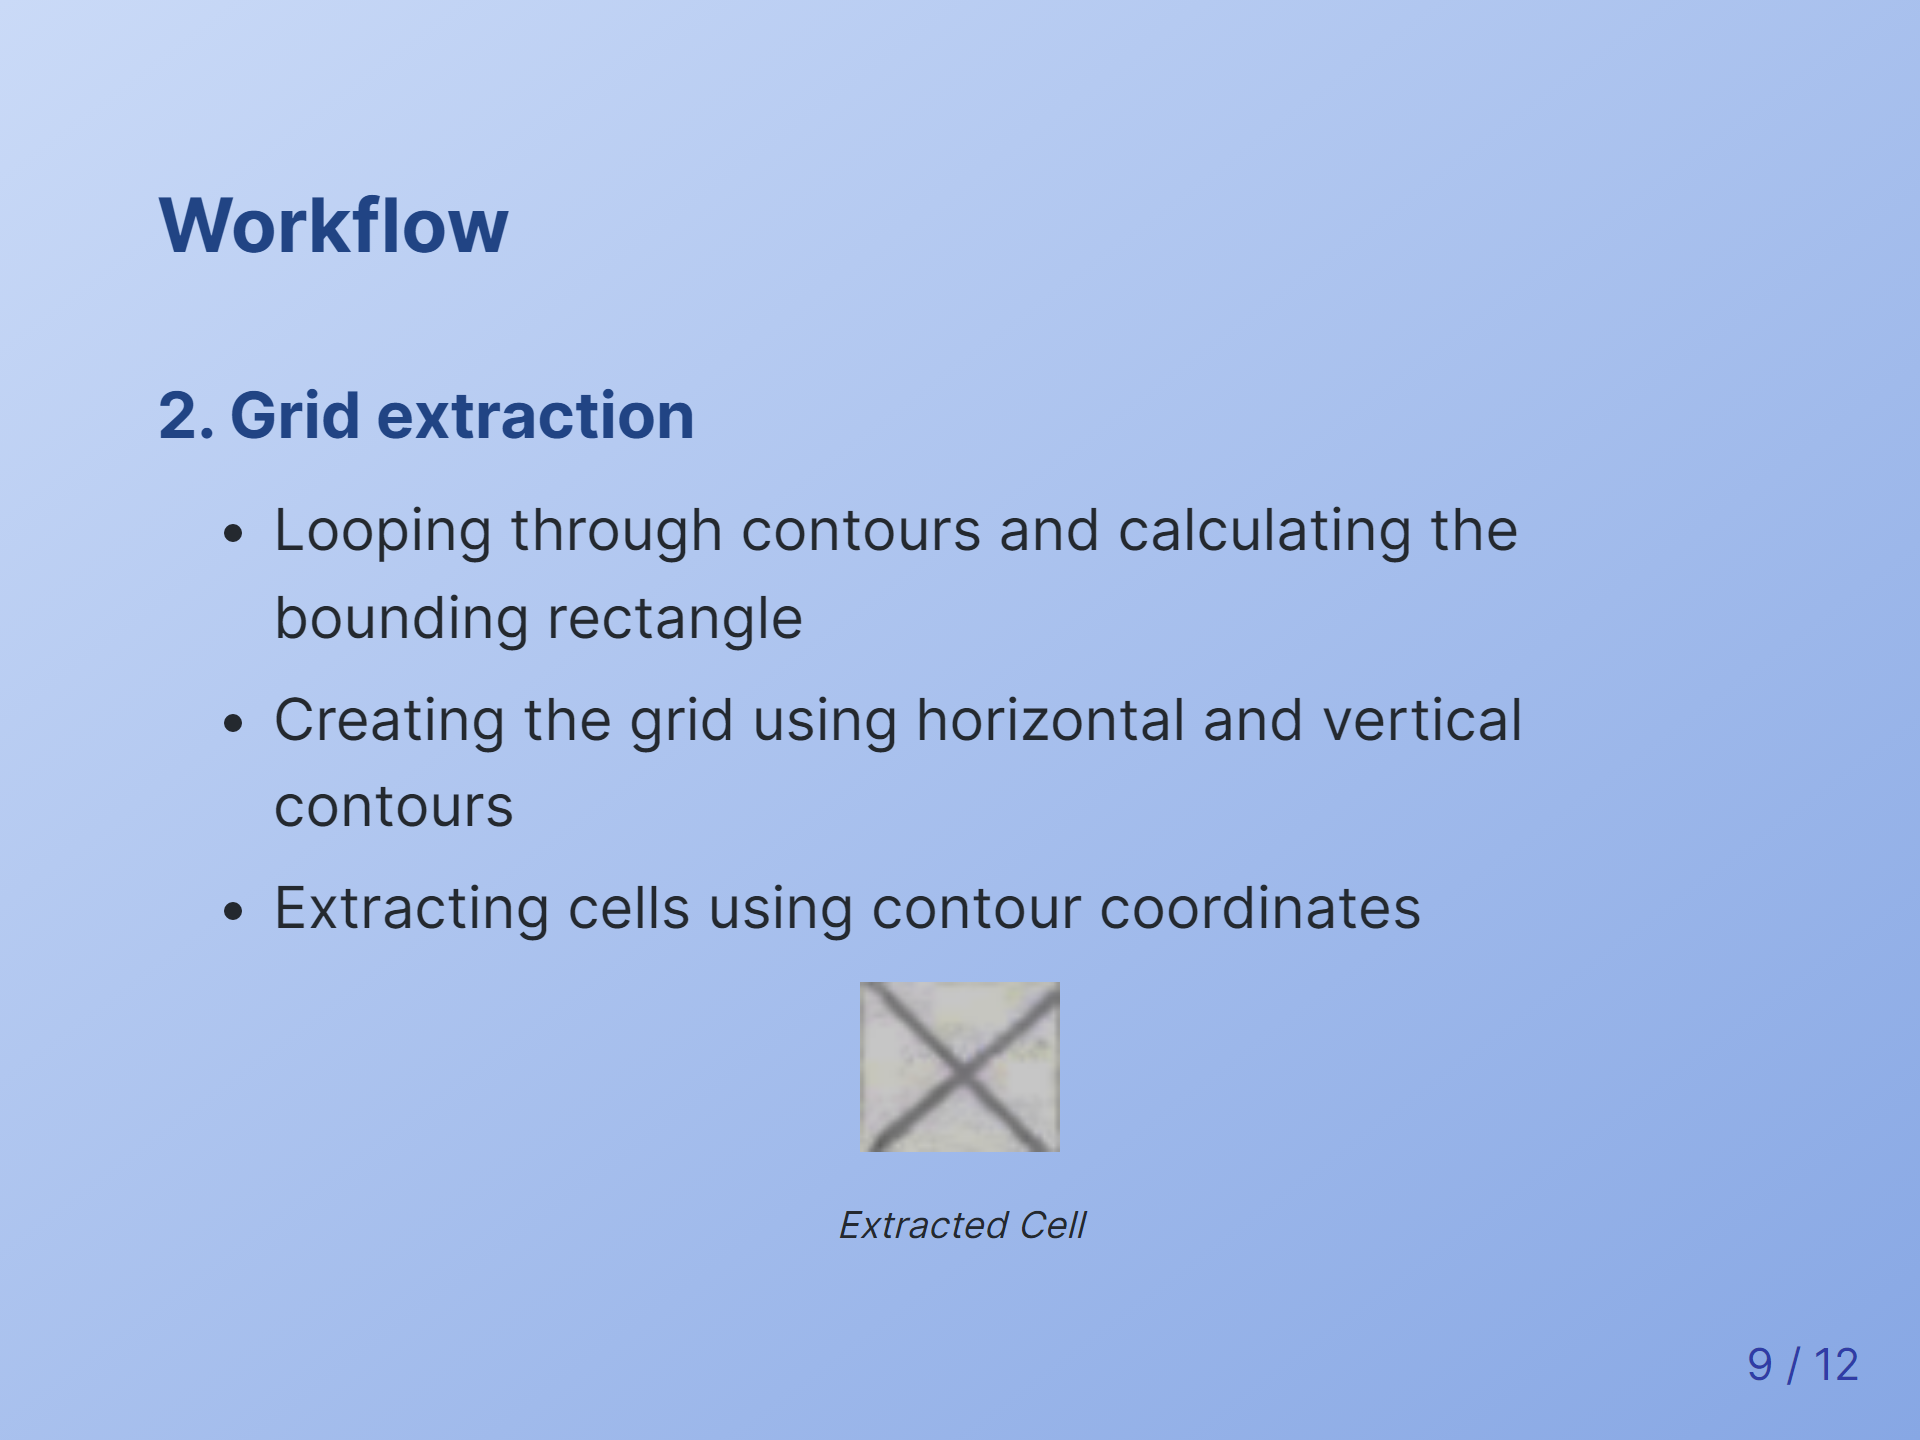 Workflow
2. Grid extraction
• Looping through contours and calculating the
bounding rectangle
• Creating the grid using horizontal and vertical
contours
• Extracting cells using contour coordinates
Extracted Cell
9 / 12